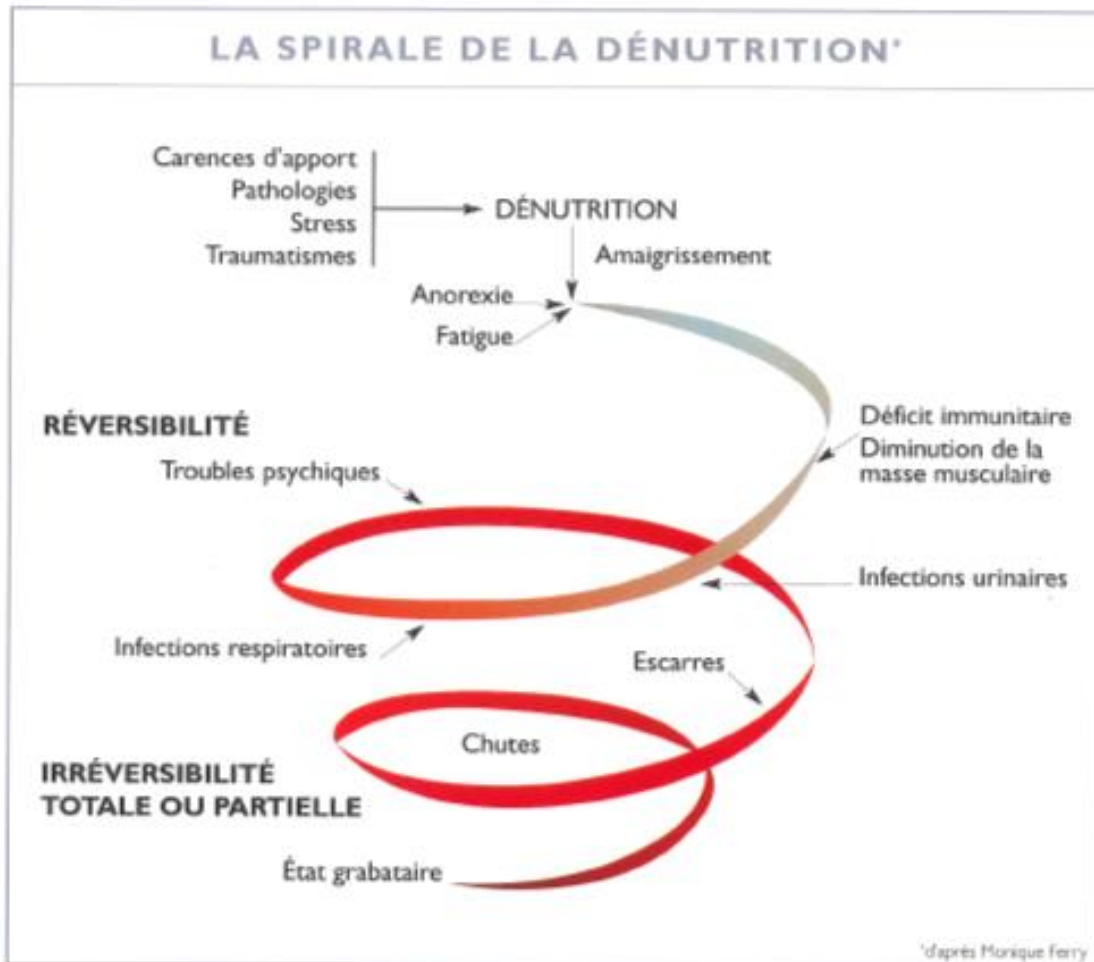 LA SPIRALE DE LA DÉNUTRITION*
Carences d'apport
Pathologies
Stress
Traumatismes
DÉNUTRITION
Amaigrissement
Anorexie
Fatigue
RÉVERSIBILITÉ
Déficit immunitaire
Diminution de la
masse musculaire
Troubles psychiques
Infections urinaires
Infections respiratoires
Escarres
Chutes
IRRÉVERSIBILITÉ
TOTALE OU PARTIELLE
État grabataire
*d'après Monique Ferry